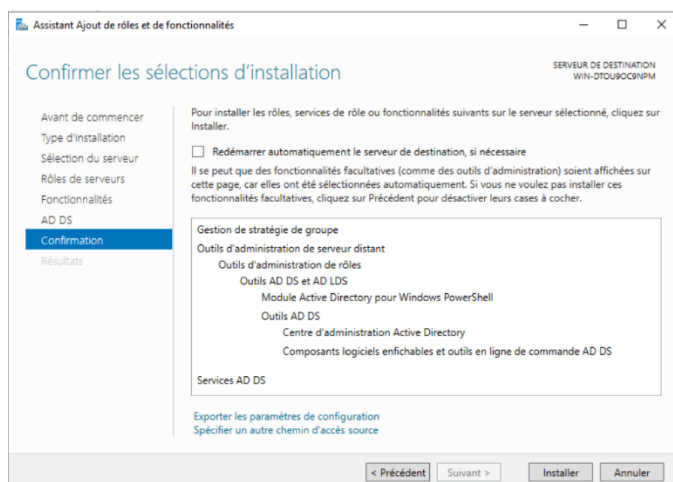 Assistant Ajout de rôles et de fonctionnalités
Confirmer les sélections d'installation
SERVEUR DE DESTINATION
WIN-DTOU9OC9NPM
Avant de commencer
Type d'installation
Sélection du serveur
Rôles de serveurs
Fonctionnalités
AD DS
Confirmation
Résultats
Pour installer les rôles, services de rôle ou fonctionnalités suivants sur le serveur sélectionné, cliquez sur
Installer.
Redémarrer automatiquement le serveur de destination, si nécessaire
Il se peut que des fonctionnalités facultatives (comme des outils d'administration) soient affichées sur
cette page, car elles ont été sélectionnées automatiquement. Si vous ne voulez pas installer ces
fonctionnalités facultatives, cliquez sur Précédent pour désactiver leurs cases à cocher.
Gestion de stratégie de groupe
Outils d'administration de serveur distant
Outils d'administration de rôles
Outils AD DS et AD LDS
Module Active Directory pour Windows PowerShell
Outils AD DS
Centre d'administration Active Directory
Composants logiciels enfichables et outils en ligne de commande AD DS
Services AD DS
Exporter les paramètres de configuration
Spécifier un autre chemin d'accès source
< Précédent Suivant > Installer Annuler